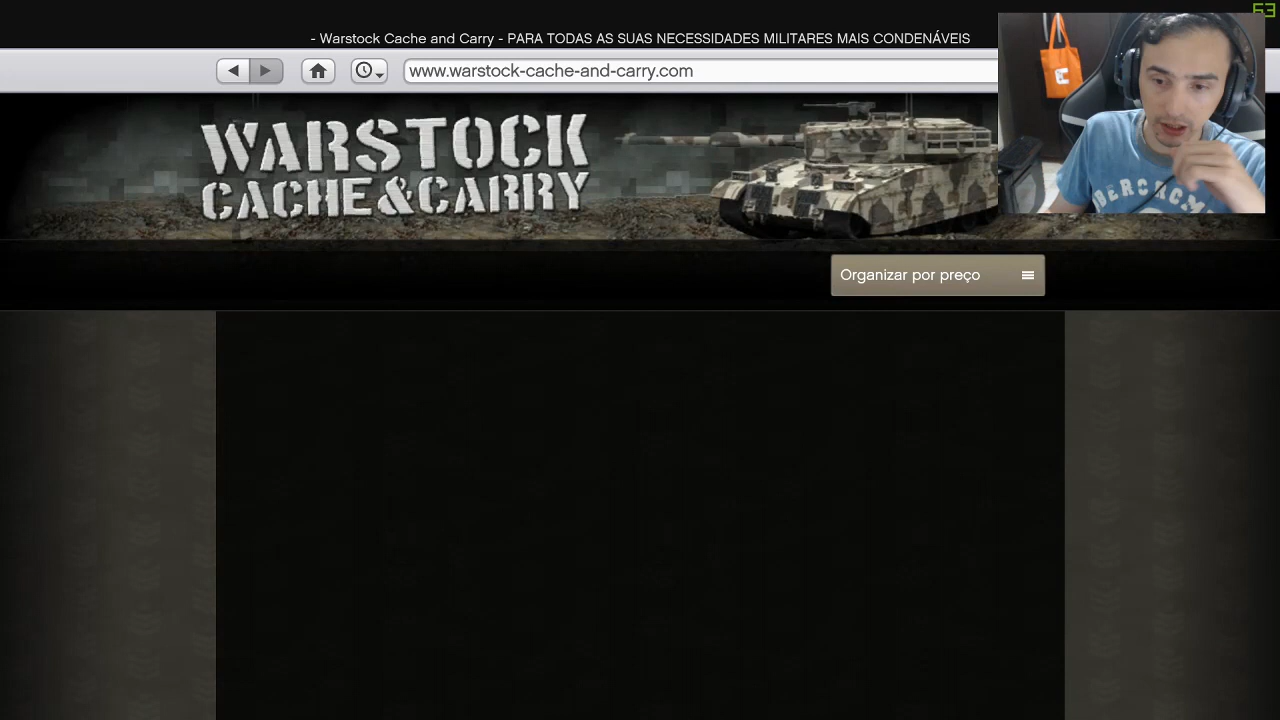 63
- Warstock Cache and Carry - PARA TODAS AS SUAS NECESSIDADES MILITARES MAIS CONDENÁVEIS
www.warstock-cache-and-carry.com
WARSTOCK
CACHE & CARRY
Organizar por preço